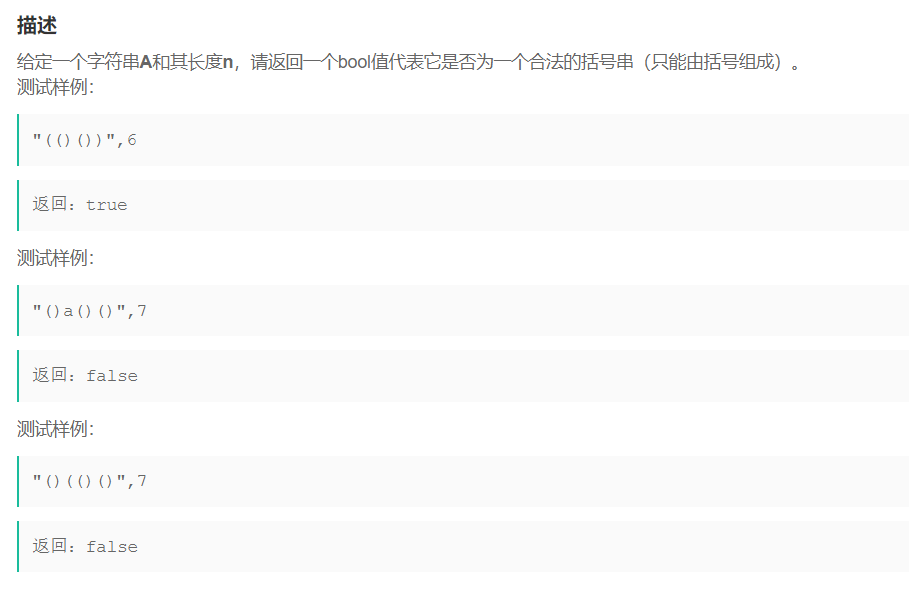 描述
给定一个字符串A和其长度n，请返回一个bool值代表它是否为一个合法的括号串（只能由括号组成）。
测试样例：
"(()())",6
返回：true
测试样例：
"()a()()",7
返回：false
测试样例：
"()(()()",7
返回：false